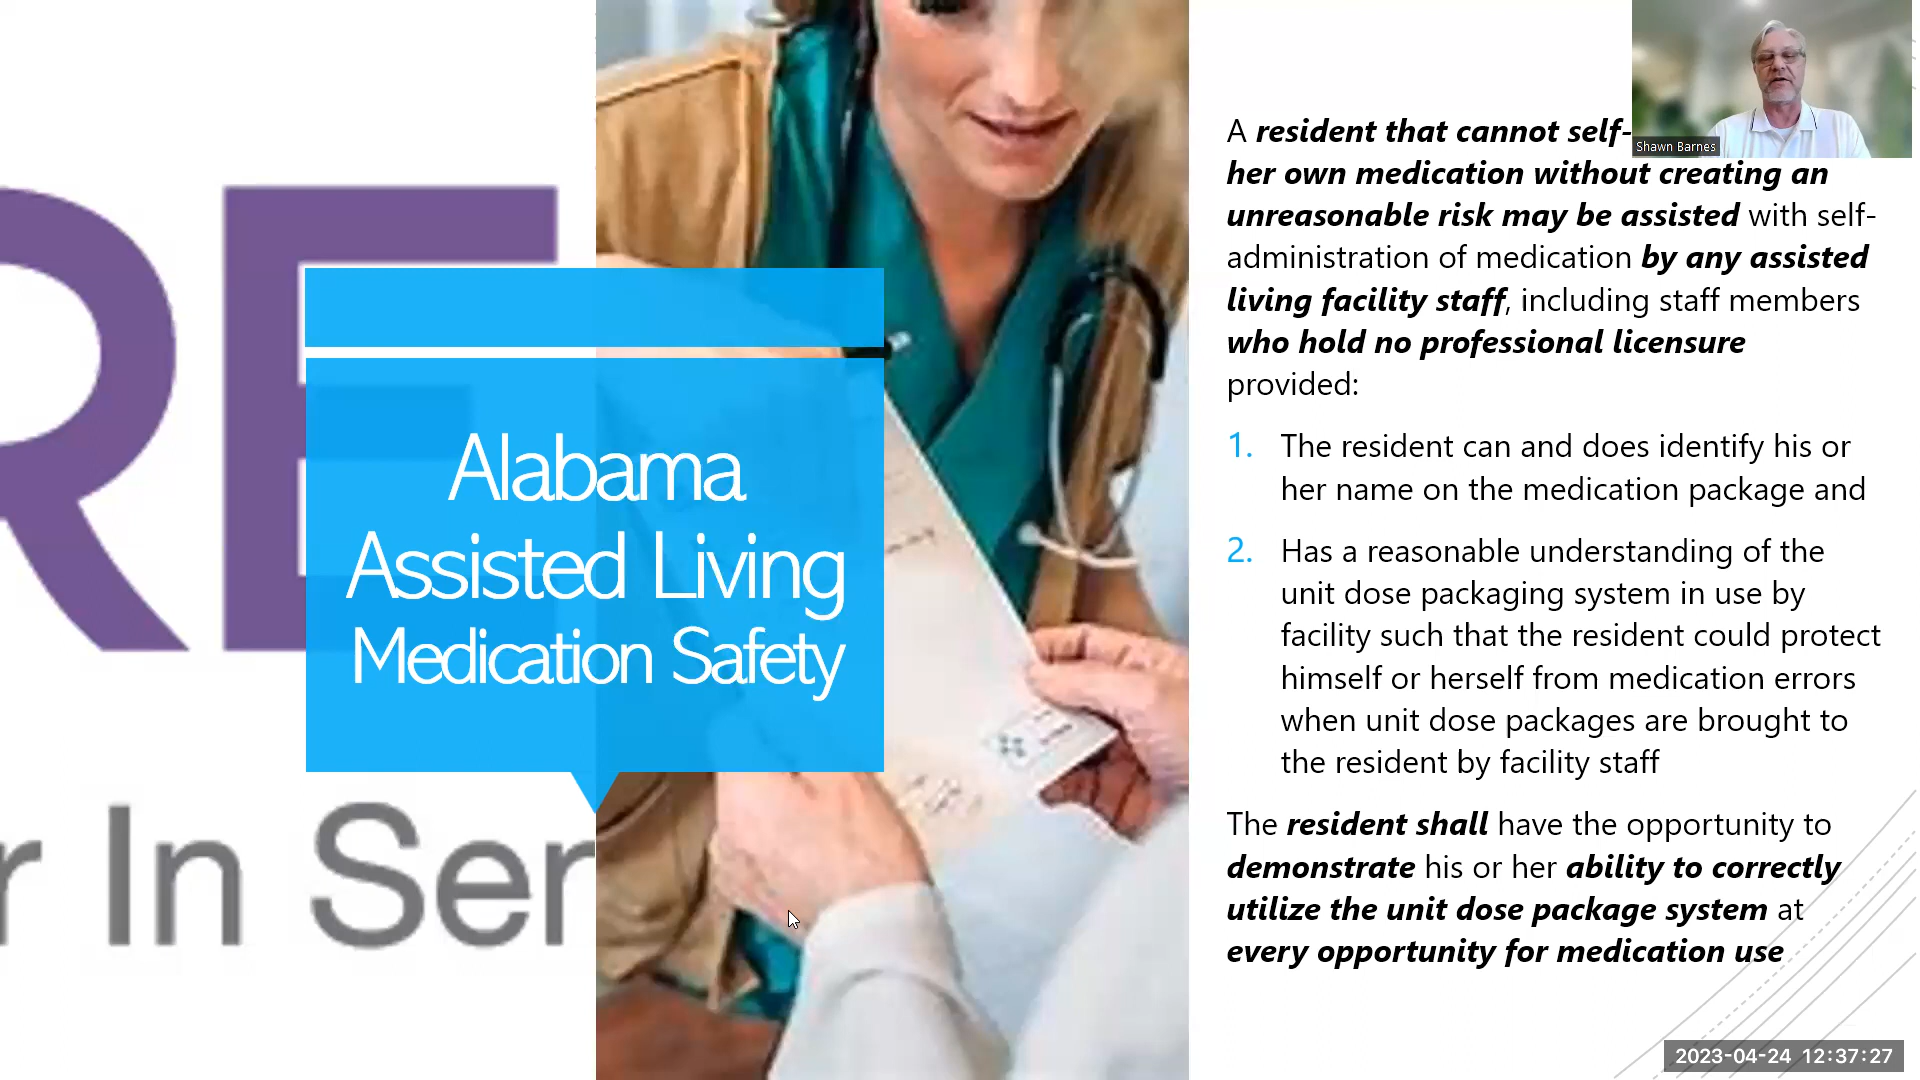 RE
r In Ser
Alabama
Assisted Living
Medication Safety
A resident that cannot self-
her own medication without creating an
unreasonable risk may be assisted with self-
administration of medication by any assisted
living facility staff, including staff members
who hold no professional licensure
provided:
1. The resident can and does identify his or
her name on the medication package and
2. Has a reasonable understanding of the
unit dose packaging system in use by
facility such that the resident could protect
himself or herself from medication errors
when unit dose packages are brought to
the resident by facility staff
The resident shall have the opportunity to
demonstrate his or her ability to correctly
utilize the unit dose package system at
every opportunity for medication use
Shawn Barnes
2023-04-24 12:37:27